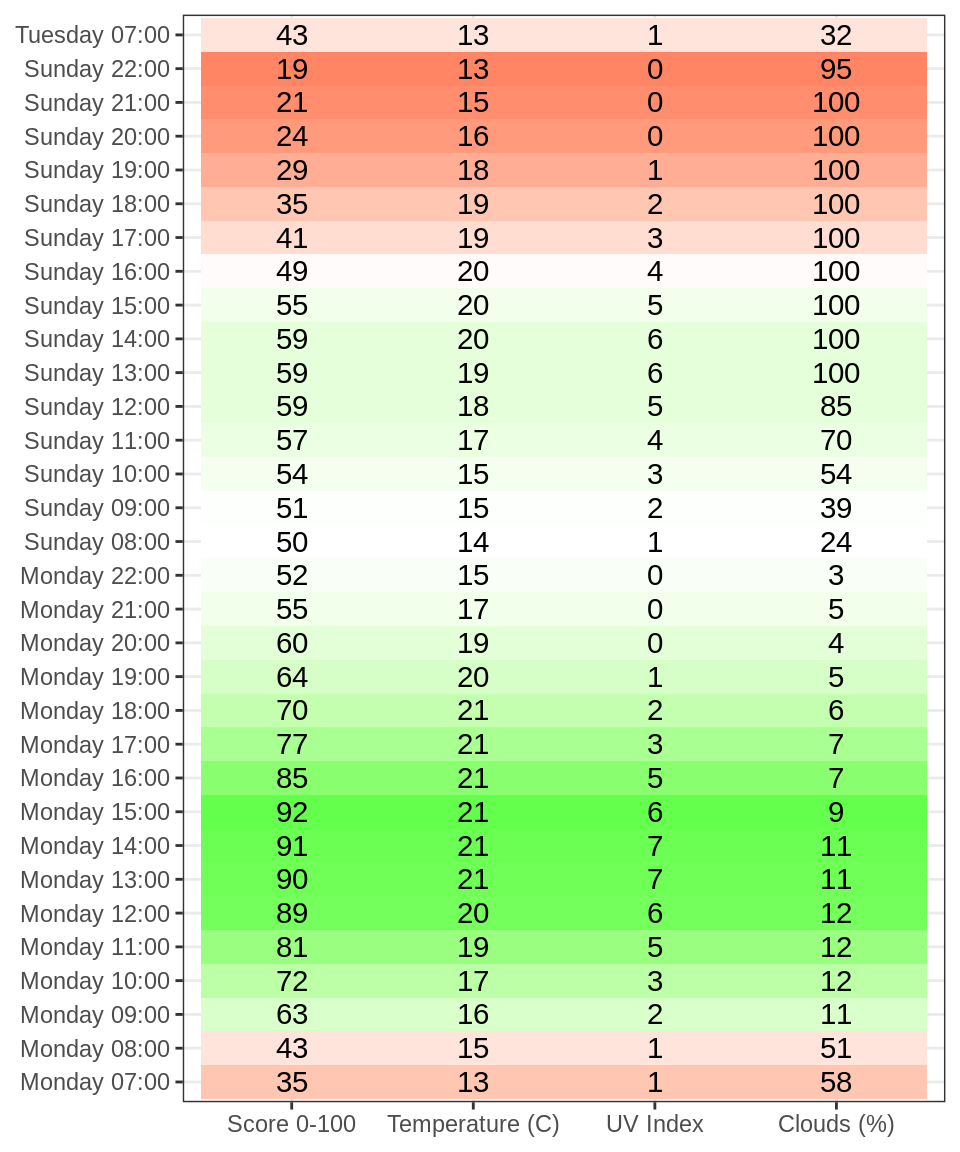 Tuesday 07:00 43 13 1 32
Sunday 22:00 19 13 0 95
Sunday 21:00 21 15 0 100
Sunday 20:00 24 16 0 100
Sunday 19:00 29 18 1 100
Sunday 18:00 35 19 2 100
Sunday 17:00 41 19 3 100
Sunday 16:00 49 20 4 100
Sunday 15:00 55 20 5 100
Sunday 14:00 59 20 6 100
Sunday 13:00 59 19 6 100
Sunday 12:00 59 18 5 85
Sunday 11:00 57 17 4 70
Sunday 10:00 54 15 3 54
Sunday 09:00 51 15 2 39
Sunday 08:00 50 14 1 24
Monday 22:00 52 15 0 3
Monday 21:00 55 17 0 5
Monday 20:00 60 19 0 4
Monday 19:00 64 20 1 5
Monday 18:00 70 21 2 6
Monday 17:00 77 21 3 7
Monday 16:00 85 21 5 7
Monday 15:00 92 21 6 9
Monday 14:00 91 21 7 11
Monday 13:00 90 21 7 11
Monday 12:00 89 20 6 12
Monday 11:00 81 19 5 12
Monday 10:00 72 17 3 12
Monday 09:00 63 16 2 11
Monday 08:00 43 15 1 51
Monday 07:00 35 13 1 58
Score 0-100 Temperature (C) UV Index Clouds (%)